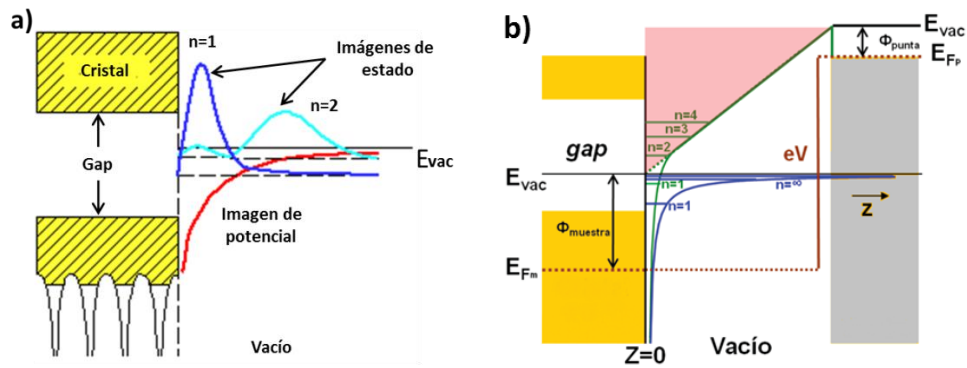 a)
Cristal
Gap
n=1
Imágenes de
estado
n=2
Evac
Imagen de
potencial
Vacío
b)
E_vac
Φ_punta
E_Fp
n=4
n=3
n=2
gap
eV
E_vac
n=1
n=∞
n=1
z
Φ_muestra
E_Fm
Z=0
Vacío